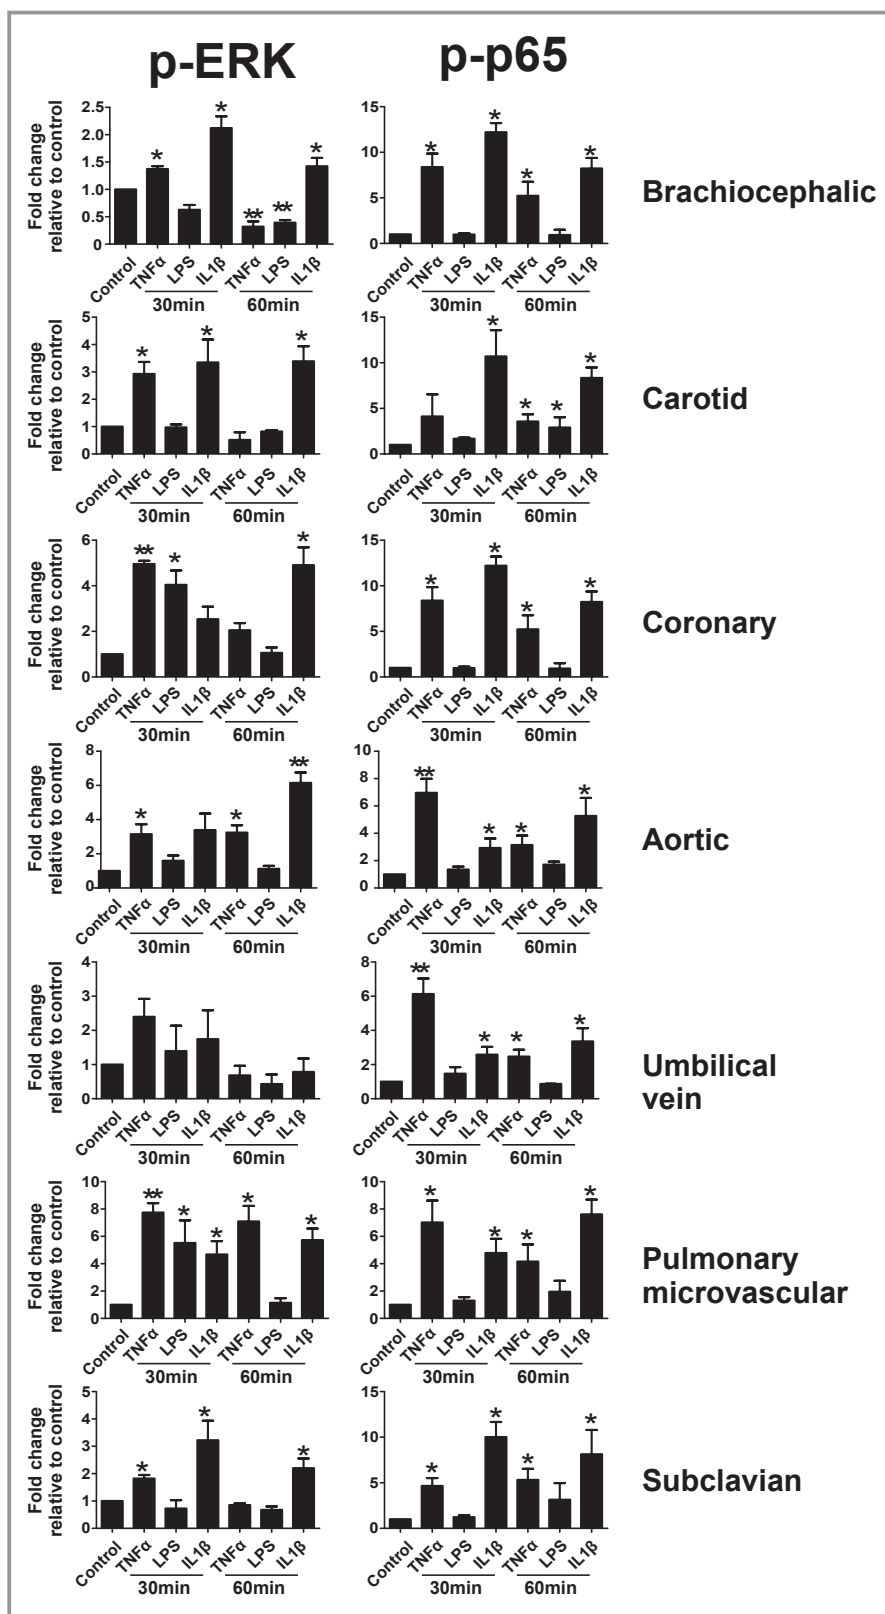 p-ERK p-p65
Fold change
relative to control
2.5
2.0
1.5
1.0
0.5
0
* * ** ** *
Control TNFα LPS IL1β TNFα LPS IL1β
30min 60min
15
10
5
0
* * * *
Control TNFα LPS IL1β TNFα LPS IL1β
30min 60min
Brachiocephalic
Fold change
relative to control
5
4
3
2
1
0
* * *
Control TNFα LPS IL1β TNFα LPS IL1β
30min 60min
15
10
5
0
* * * *
Control TNFα LPS IL1β TNFα LPS IL1β
30min 60min
Carotid
Fold change
relative to control
6
4
2
0
** * *
Control TNFα LPS IL1β TNFα LPS IL1β
30min 60min
15
10
5
0
* * * *
Control TNFα LPS IL1β TNFα LPS IL1β
30min 60min
Coronary
Fold change
relative to control
8
6
4
2
0
* * **
Control TNFα LPS IL1β TNFα LPS IL1β
30min 60min
10
8
6
4
2
0
** * * *
Control TNFα LPS IL1β TNFα LPS IL1β
30min 60min
Aortic
Fold change
relative to control
4
3
2
1
0
Control TNFα LPS IL1β TNFα LPS IL1β
30min 60min
8
6
4
2
0
** * * *
Control TNFα LPS IL1β TNFα LPS IL1β
30min 60min
Umbilical
vein
Fold change
relative to control
10
8
6
4
2
0
** * * * *
Control TNFα LPS IL1β TNFα LPS IL1β
30min 60min
10
8
6
4
2
0
* * * *
Control TNFα LPS IL1β TNFα LPS IL1β
30min 60min
Pulmonary
microvascular
Fold change
relative to control
5
4
3
2
1
0
* * *
Control TNFα LPS IL1β TNFα LPS IL1β
30min 60min
15
10
5
0
* * * *
Control TNFα LPS IL1β TNFα LPS IL1β
30min 60min
Subclavian